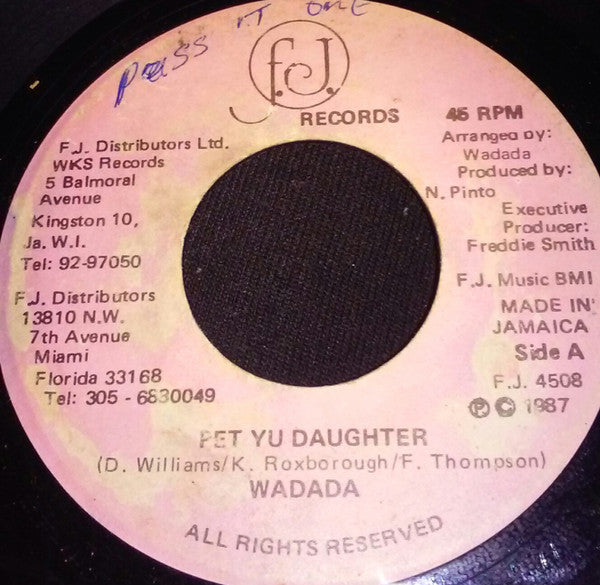 Pass it one
F.J.
RECORDS
F.J. Distributors Ltd.
WKS Records
5 Balmoral
Avenue
Kingston 10,
Ja. W.I.
Tel: 92-97050
F.J. Distributors
13810 N.W.
7th Avenue
Miami
Florida 33168
Tel: 305 - 6830049
45 RPM
Arranged by:
Wadada
Produced by:
N. Pinto
Executive
Producer:
Freddie Smith
F.J. Music BMI
MADE IN
JAMAICA
Side A
F.J. 4508
Ⓟ © 1987
PET YU DAUGHTER
(D. Williams/K. Roxborough/F. Thompson)
WADADA
ALL RIGHTS RESERVED